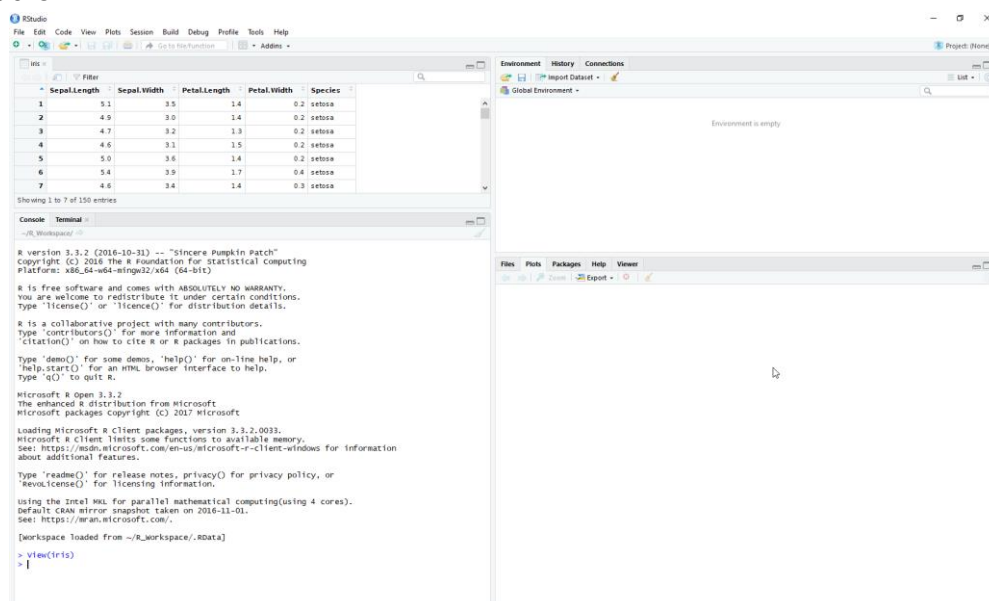 RStudio
File Edit Code View Plots Session Build Debug Profile Tools Help
Go to file/function Addins
Project: (None
iris
Filter
Sepal.Length Sepal.Width Petal.Length Petal.Width Species
1 5.1 3.5 1.4 0.2 setosa
2 4.9 3.0 1.4 0.2 setosa
3 4.7 3.2 1.3 0.2 setosa
4 4.6 3.1 1.5 0.2 setosa
5 5.0 3.6 1.4 0.2 setosa
6 5.4 3.9 1.7 0.4 setosa
7 4.6 3.4 1.4 0.3 setosa
Showing 1 to 7 of 150 entries
Console Terminal
~/R_Workspace/
R version 3.3.2 (2016-10-31) -- "Sincere Pumpkin Patch"
Copyright (C) 2016 The R Foundation for Statistical Computing
Platform: x86_64-w64-mingw32/x64 (64-bit)
R is free software and comes with ABSOLUTELY NO WARRANTY.
You are welcome to redistribute it under certain conditions.
Type 'license()' or 'licence()' for distribution details.
R is a collaborative project with many contributors.
Type 'contributors()' for more information and
'citation()' on how to cite R or R packages in publications.
Type 'demo()' for some demos, 'help()' for on-line help, or
'help.start()' for an HTML browser interface to help.
Type 'q()' to quit R.
Microsoft R Open 3.3.2
The enhanced R distribution from Microsoft
Microsoft packages Copyright (C) 2017 Microsoft
Loading Microsoft R Client packages, version 3.3.2.0033.
Microsoft R Client limits some functions to available memory.
See: https://msdn.microsoft.com/en-us/microsoft-r-client-windows for information
about additional features.
Type 'readme()' for release notes, privacy() for privacy policy, or
'RevoLicense()' for licensing information.
Using the Intel MKL for parallel mathematical computing(using 4 cores).
Default CRAN mirror snapshot taken on 2016-11-01.
See: https://mran.microsoft.com/.
[Workspace loaded from ~/R_Workspace/.RData]
> View(iris)
>
Environment History Connections
Import Dataset
List
Global Environment
Environment is empty
Files Plots Packages Help Viewer
Zoom Export